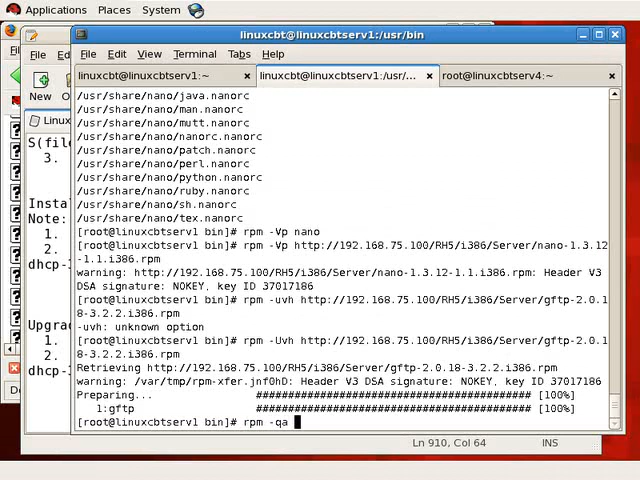 Applications Places System
linuxcbt@linuxcbtserv1:/usr/bin
File Edit View Terminal Tabs Help
linuxcbt@linuxcbtserv1:~
linuxcbt@linuxcbtserv1:/usr/...
root@linuxcbtserv4:~
New
Linux
S(file
3.
Insta
Note:
1.
2.
dhcp-
Upgra
1.
2.
dhcp-
/usr/share/nano/java.nanorc
/usr/share/nano/man.nanorc
/usr/share/nano/mutt.nanorc
/usr/share/nano/nanorc.nanorc
/usr/share/nano/patch.nanorc
/usr/share/nano/perl.nanorc
/usr/share/nano/python.nanorc
/usr/share/nano/ruby.nanorc
/usr/share/nano/sh.nanorc
/usr/share/nano/tex.nanorc
[root@linuxcbtserv1 bin]# rpm -Vp nano
[root@linuxcbtserv1 bin]# rpm -Vp http://192.168.75.100/RH5/i386/Server/nano-1.3.12
-1.1.i386.rpm
warning: http://192.168.75.100/RH5/i386/Server/nano-1.3.12-1.1.i386.rpm: Header V3
DSA signature: NOKEY, key ID 37017186
[root@linuxcbtserv1 bin]# rpm -uvh http://192.168.75.100/RH5/i386/Server/gftp-2.0.1
8-3.2.2.i386.rpm
-uvh: unknown option
[root@linuxcbtserv1 bin]# rpm -Uvh http://192.168.75.100/RH5/i386/Server/gftp-2.0.1
8-3.2.2.i386.rpm
Retrieving http://192.168.75.100/RH5/i386/Server/gftp-2.0.18-3.2.2.i386.rpm
warning: /var/tmp/rpm-xfer.jnf0hD: Header V3 DSA signature: NOKEY, key ID 37017186
Preparing... ########################################### [100%]
1:gftp ########################################### [100%]
[root@linuxcbtserv1 bin]# rpm -qa
Ln 910, Col 64 INS